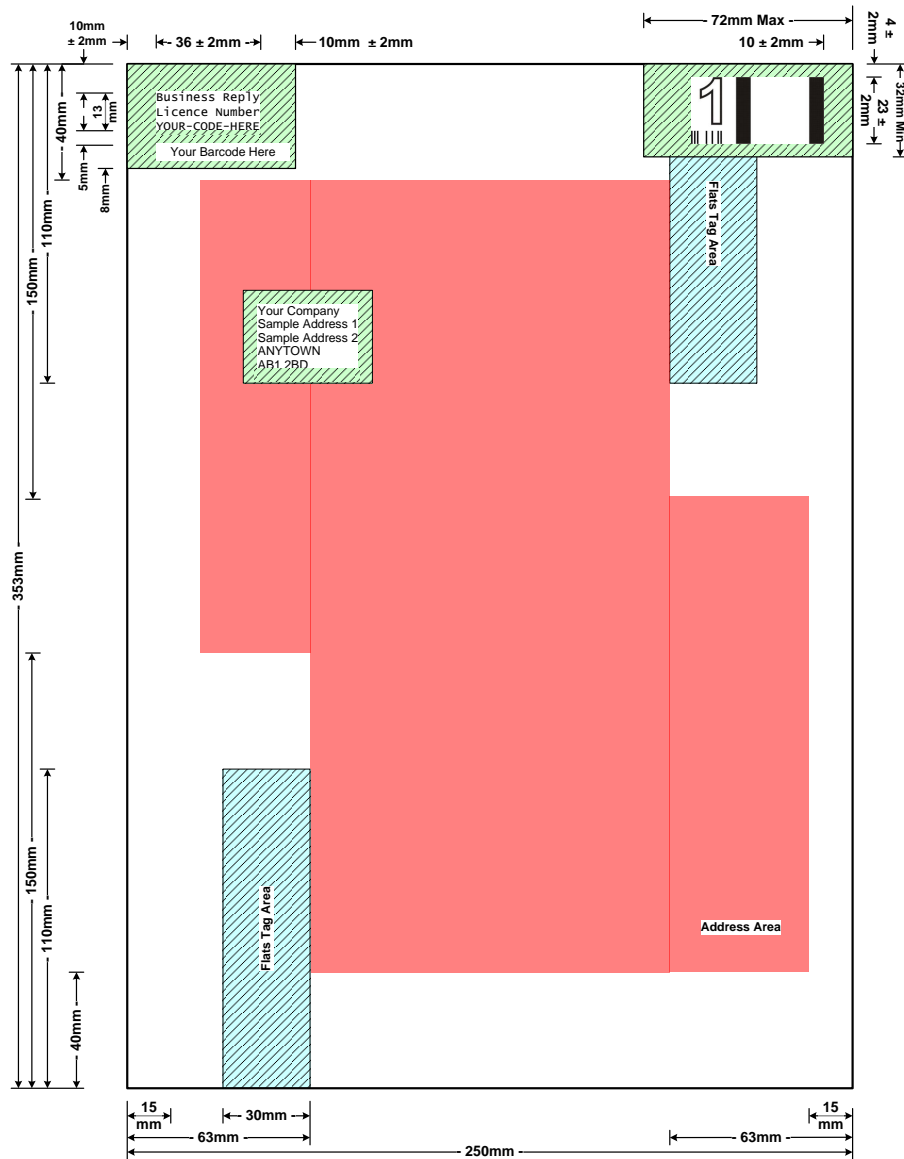 10mm
± 2mm
- 36 ± 2mm-
10mm ± 2mm
- 72mm Max -
10 ± 2mm
4 ±
2mm
32mm Min
23 ±
2mm
13
mm
- 40mm-
5mm
8mm
- 110mm-
- 150mm-
- 353mm-
Business Reply
Licence Number
YOUR-CODE-HERE
Your Barcode Here
1
Flats Tag Area
Your Company
Sample Address 1
Sample Address 2
ANYTOWN
AB1 2BD
- 150mm-
- 110mm-
- 40mm-
Flats Tag Area
Address Area
15
mm
- 30mm-
- 63mm-
- 250mm-
15
mm
- 63mm-